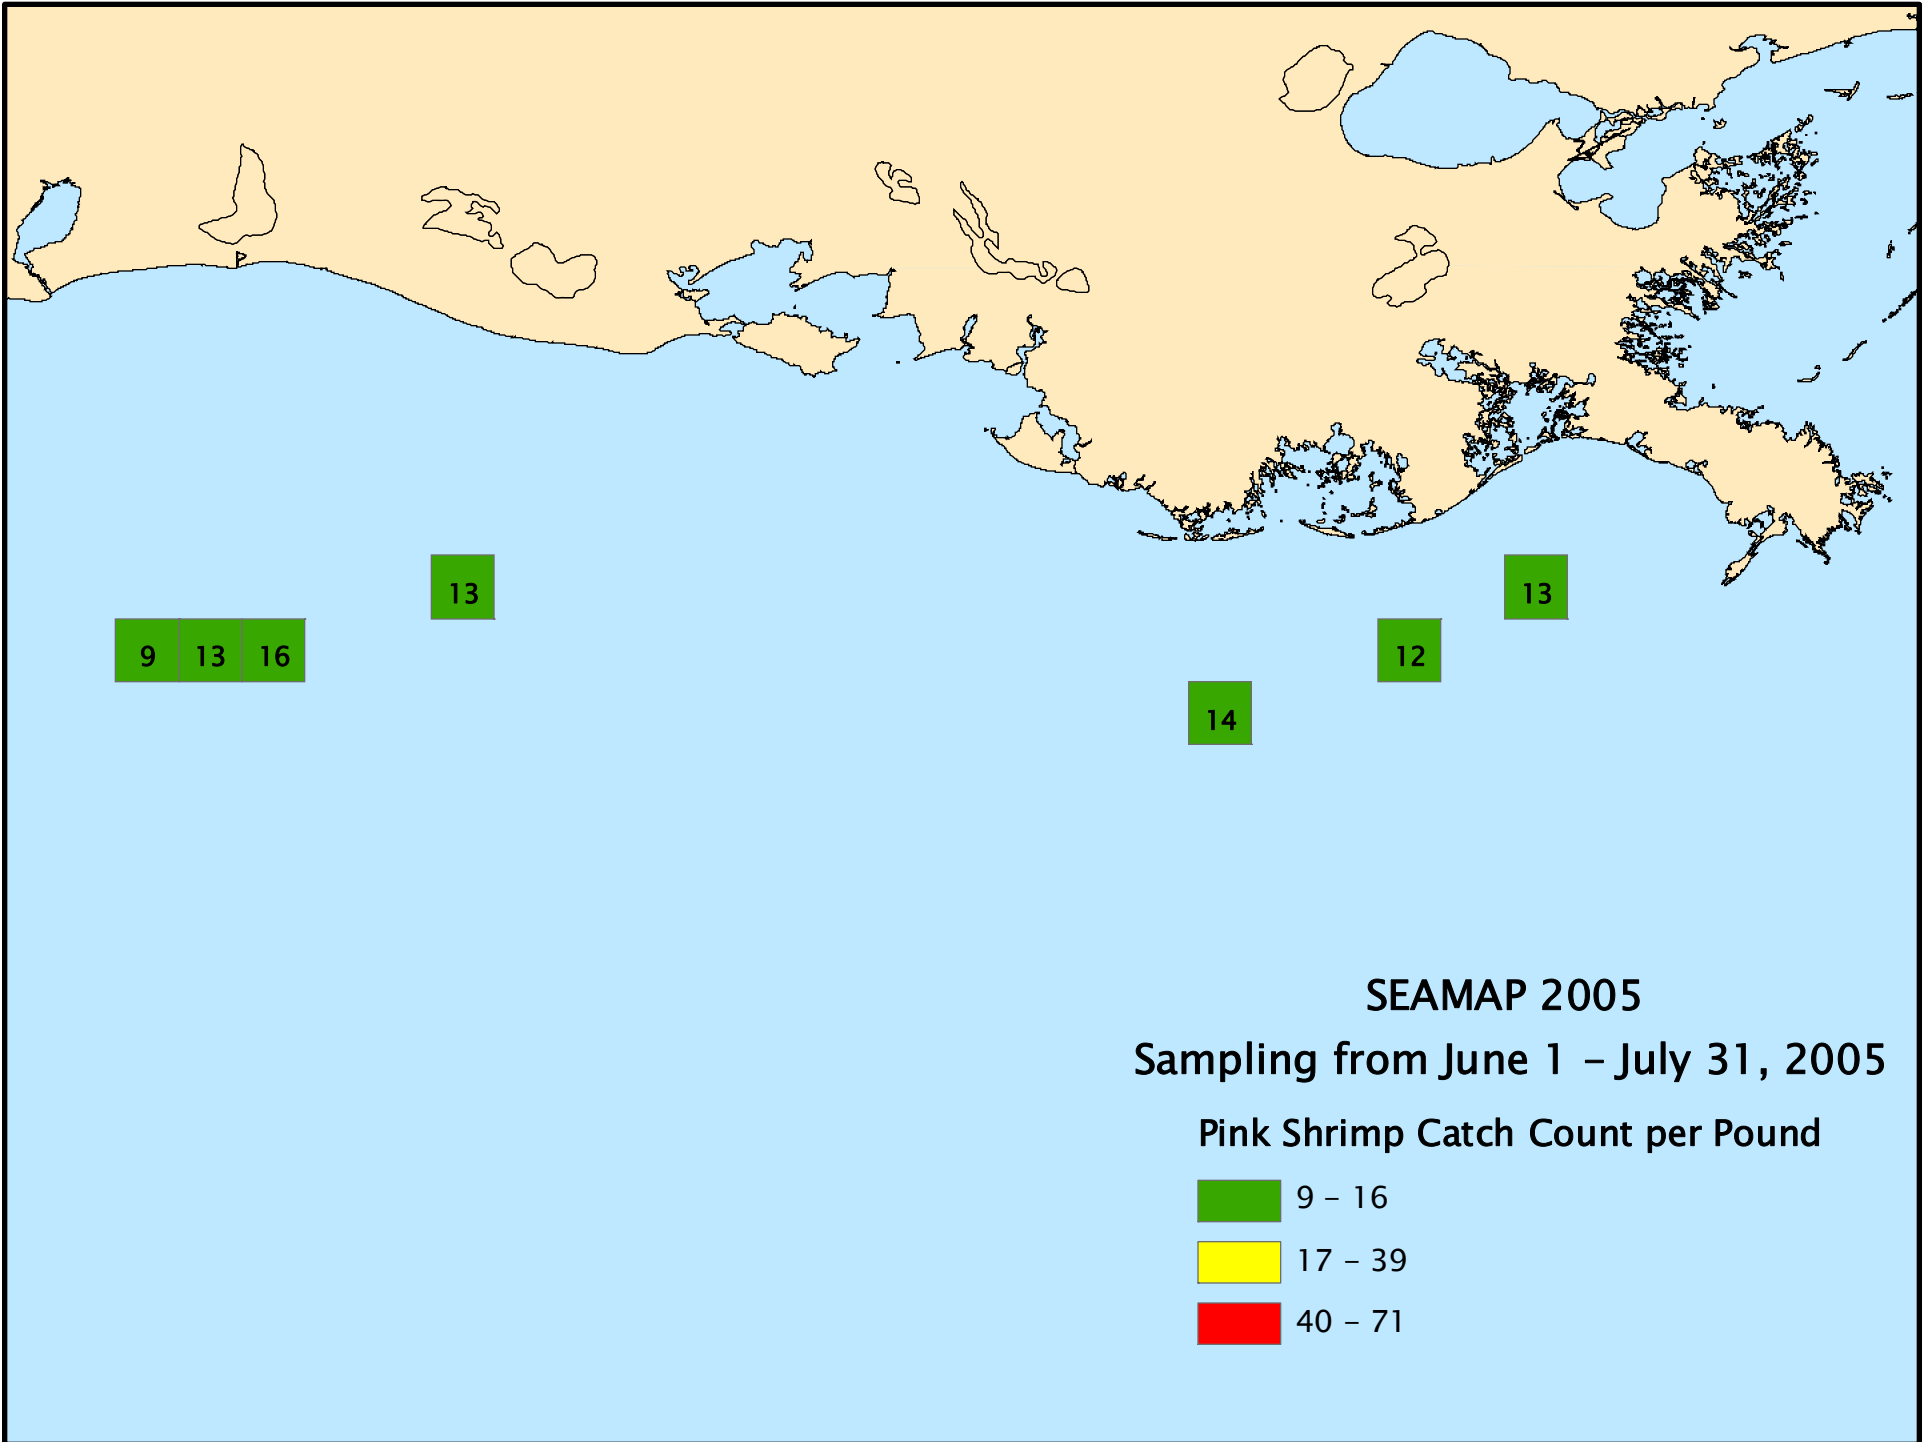 13
13
9 13 16
12
14
SEAMAP 2005
Sampling from June 1 - July 31, 2005
Pink Shrimp Catch Count per Pound
9 - 16
17 - 39
40 - 71